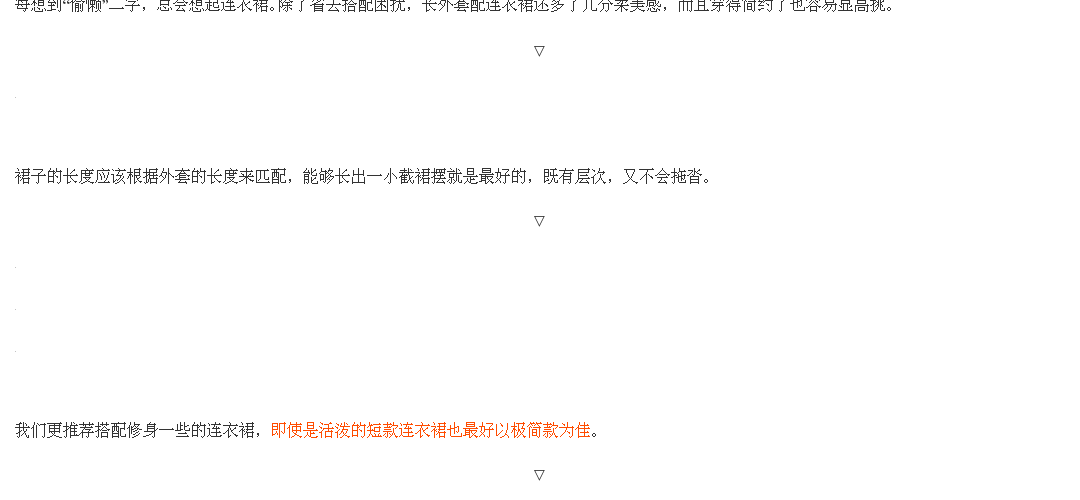 每想到“偷懒”二字，总会想起连衣裙。除了省去搭配困扰，长外套配连衣裙还多了几分柔美感，而且穿得简约了也容易显高挑。
▽
裙子的长度应该根据外套的长度来匹配，能够长出一小截裙摆就是最好的，既有层次，又不会拖沓。
▽
我们更推荐搭配修身一些的连衣裙，即使是活泼的短款连衣裙也最好以极简款为佳。
▽